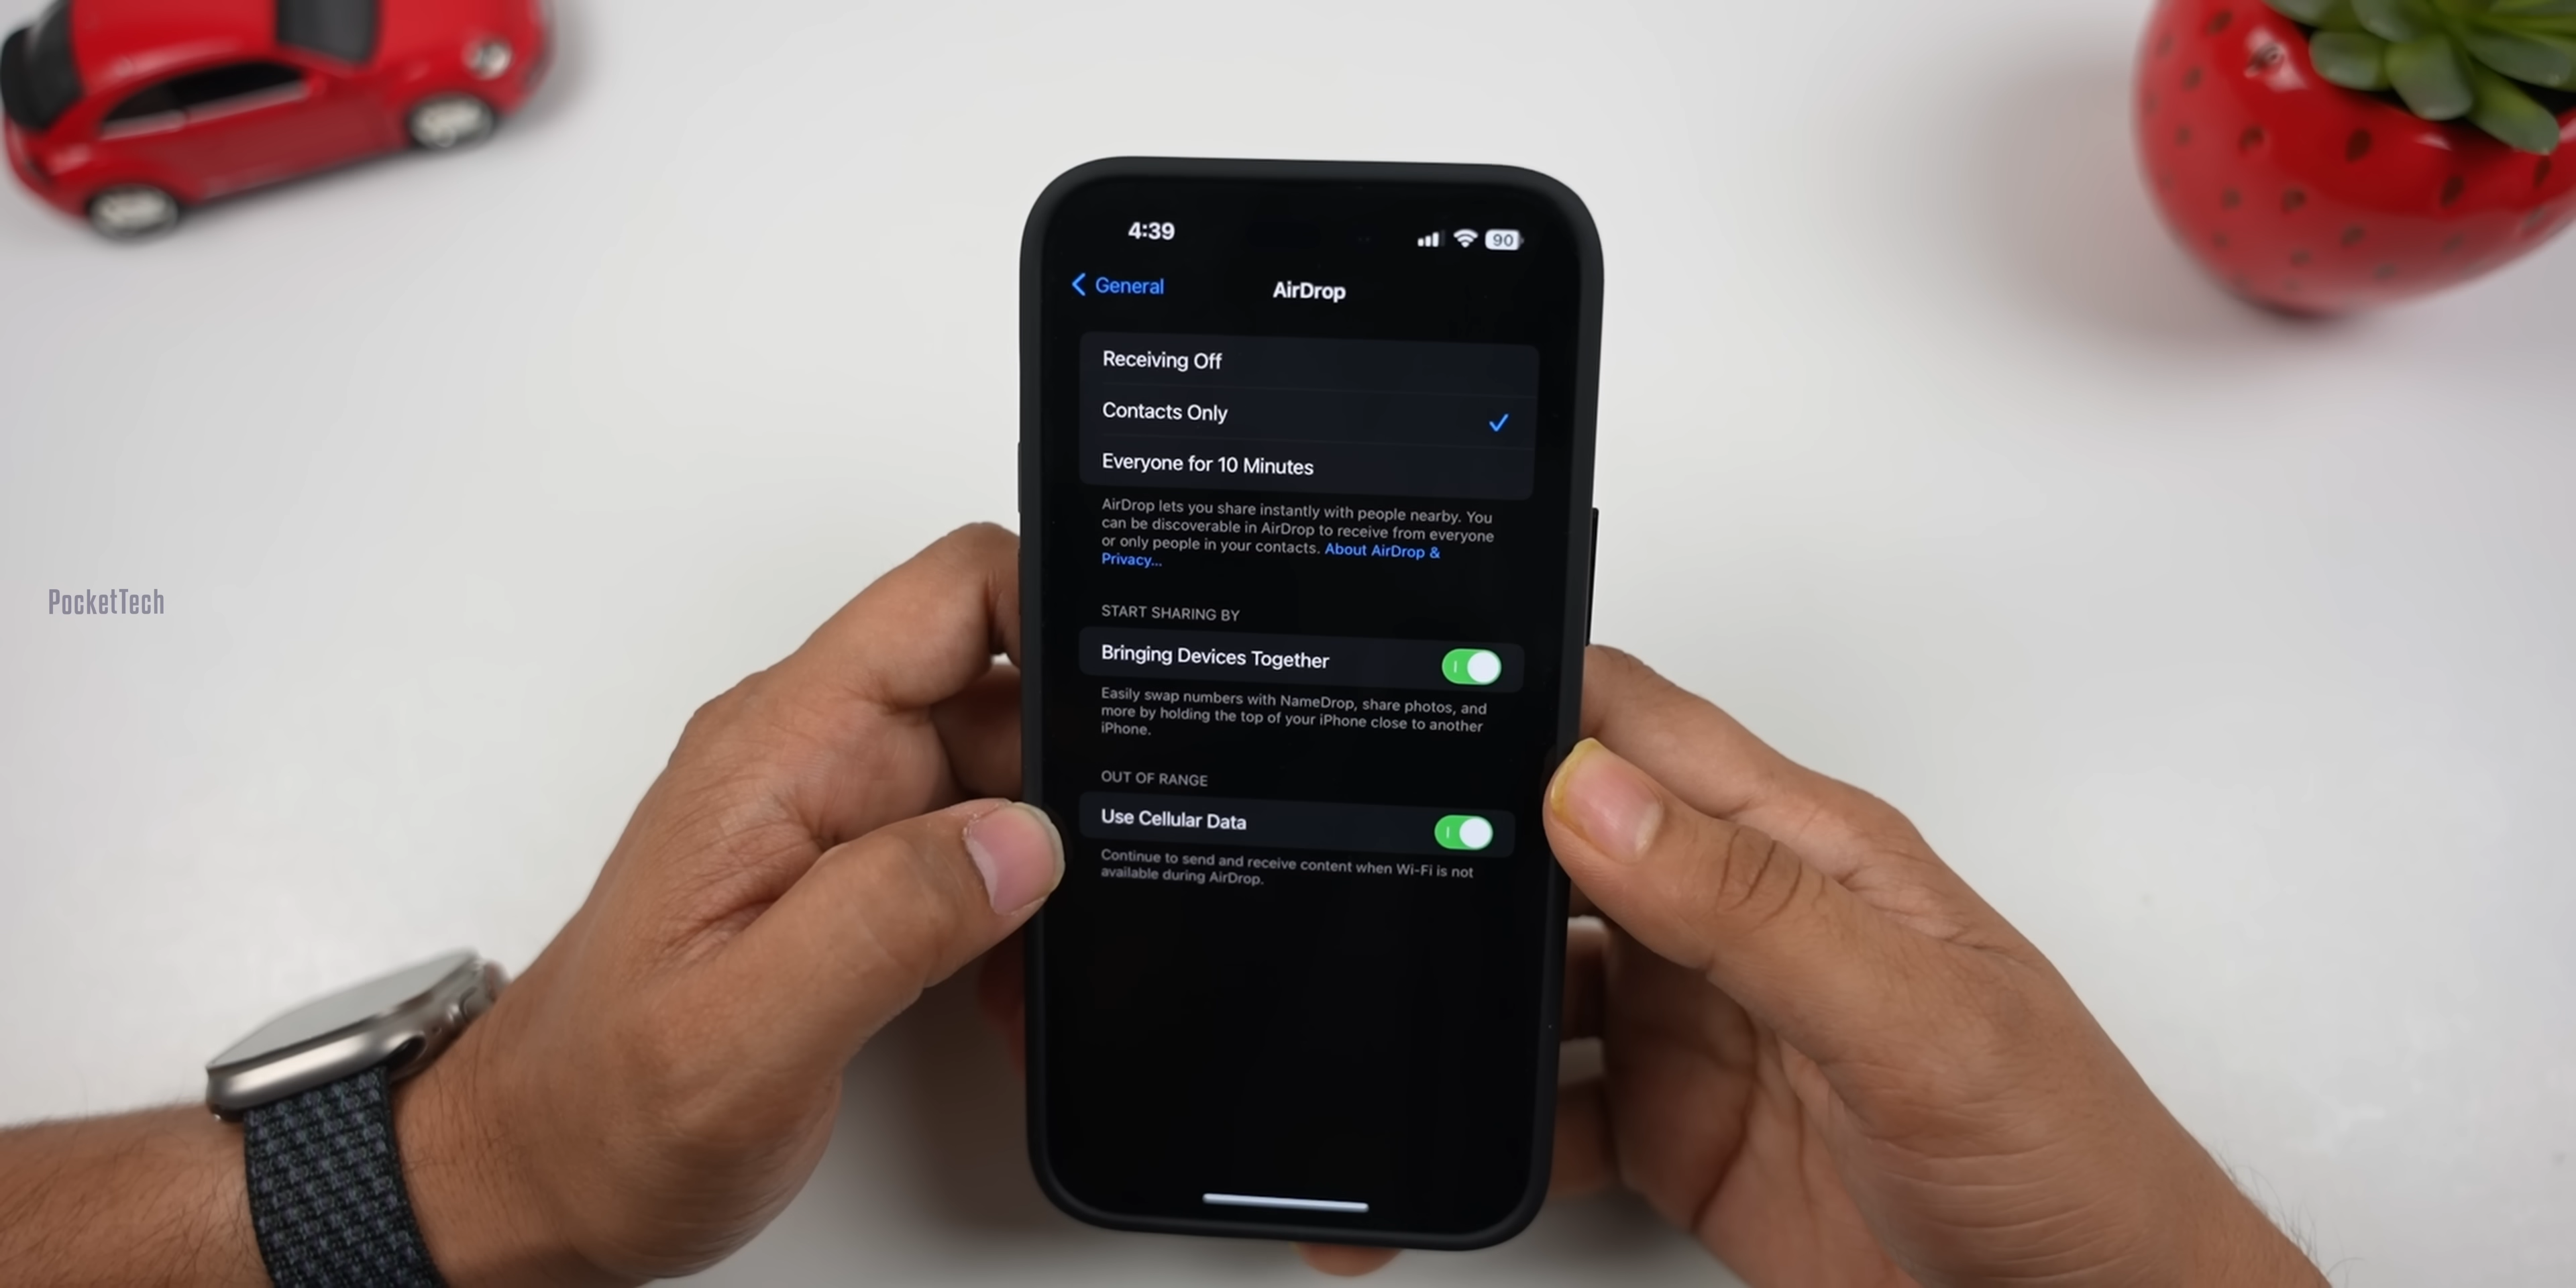 4:39
90
General
AirDrop
Receiving Off
Contacts Only
Everyone for 10 Minutes
AirDrop lets you share instantly with people nearby. You
can be discoverable in AirDrop to receive from everyone
or only people in your contacts. About AirDrop &
Privacy...
START SHARING BY
Bringing Devices Together
Easily swap numbers with NameDrop, share photos, and
more by holding the top of your iPhone close to another
iPhone.
OUT OF RANGE
Use Cellular Data
Continue to send and receive content when Wi-Fi is not
available during AirDrop.
PocketTech